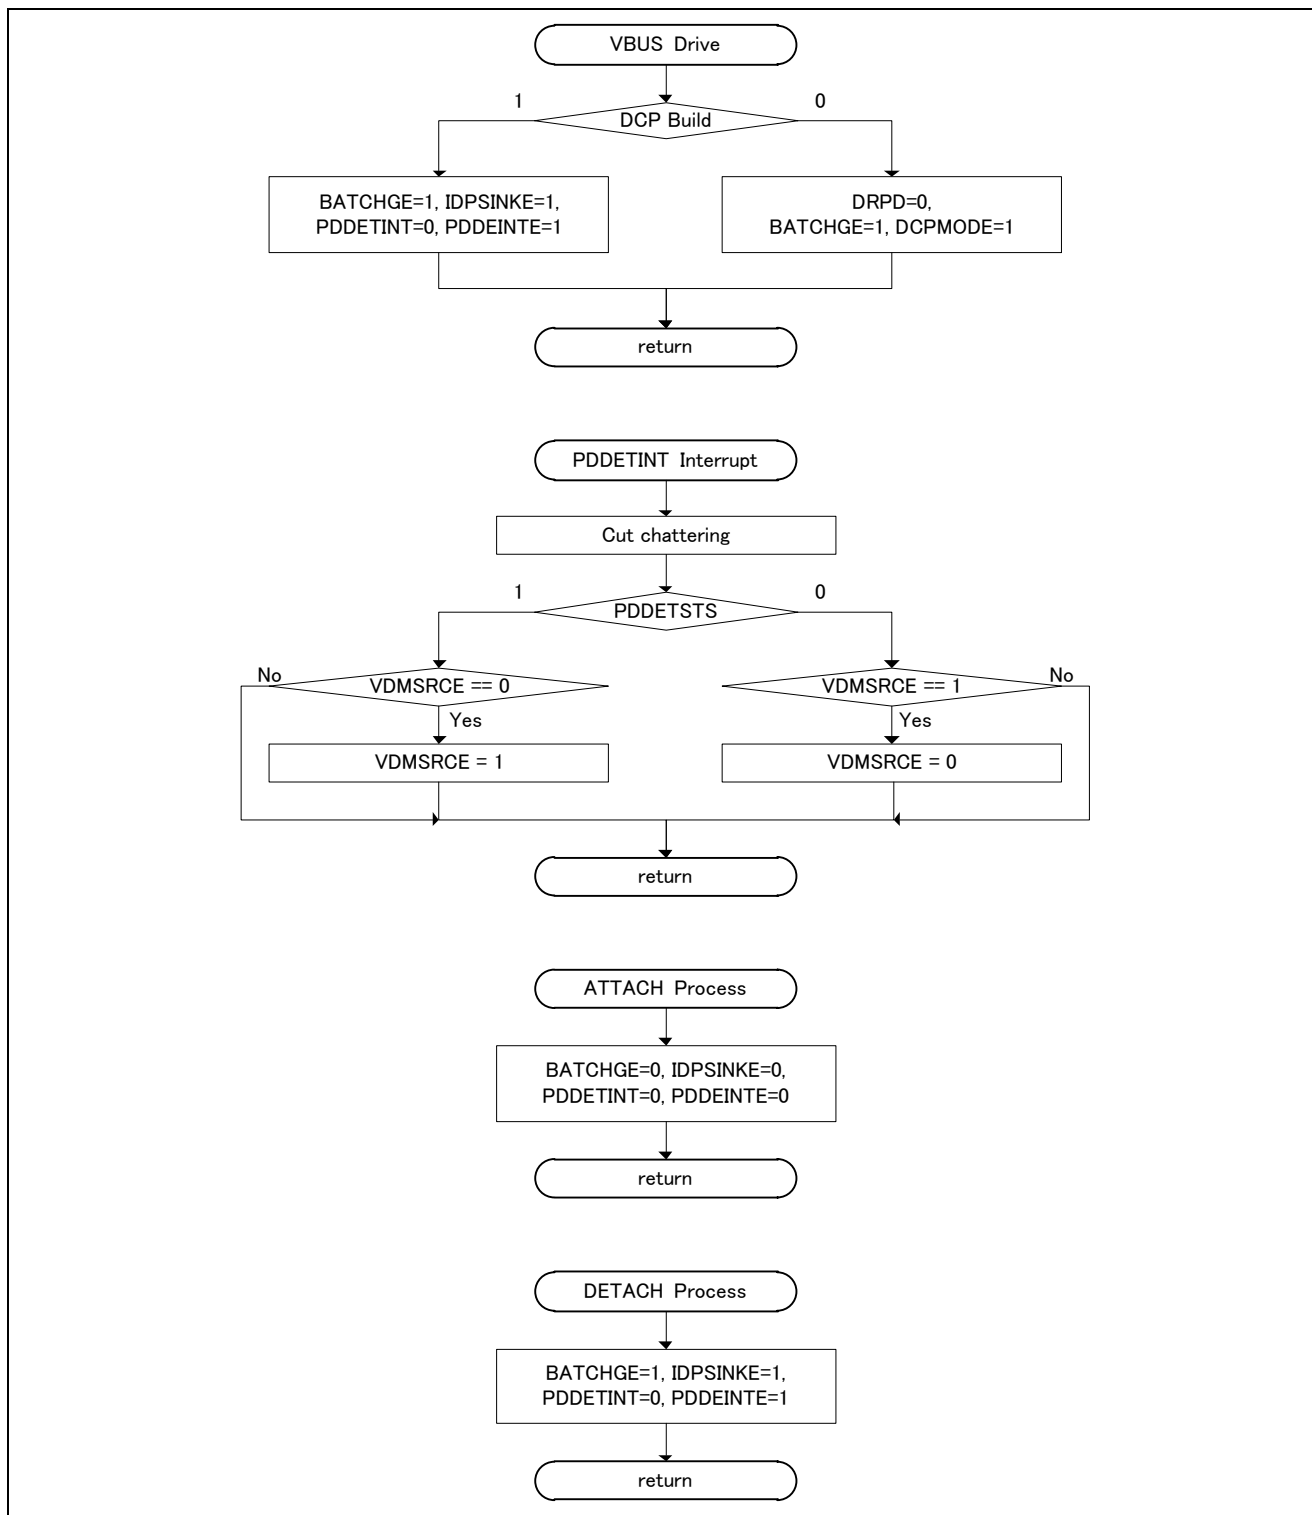 VBUS Drive
1
0
DCP Build
BATCHGE=1, IDPSINKE=1,
PDDETINT=0, PDDEINTE=1
DRPD=0,
BATCHGE=1, DCPMODE=1
return
PDDETINT Interrupt
Cut chattering
1
0
PDDETSTS
No
VDMSRCE == 0
VDMSRCE == 1
No
Yes
Yes
VDMSRCE = 1
VDMSRCE = 0
return
ATTACH Process
BATCHGE=0, IDPSINKE=0,
PDDETINT=0, PDDEINTE=0
return
DETACH Process
BATCHGE=1, IDPSINKE=1,
PDDETINT=0, PDDEINTE=1
return